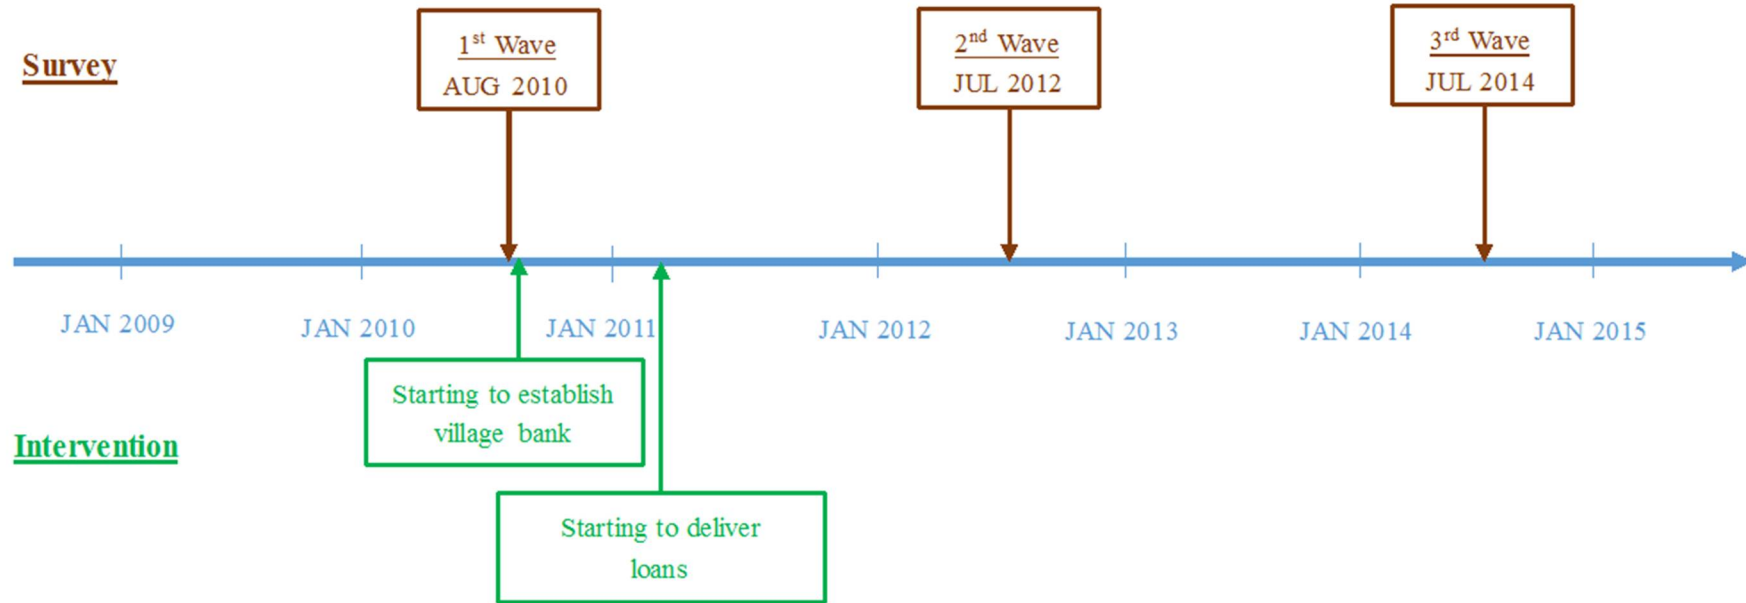 1st Wave
AUG 2010
2nd Wave
JUL 2012
3rd Wave
JUL 2014
Survey
JAN 2009
JAN 2010
JAN 2011
JAN 2012
JAN 2013
JAN 2014
JAN 2015
Starting to establish
village bank
Intervention
Starting to deliver
loans